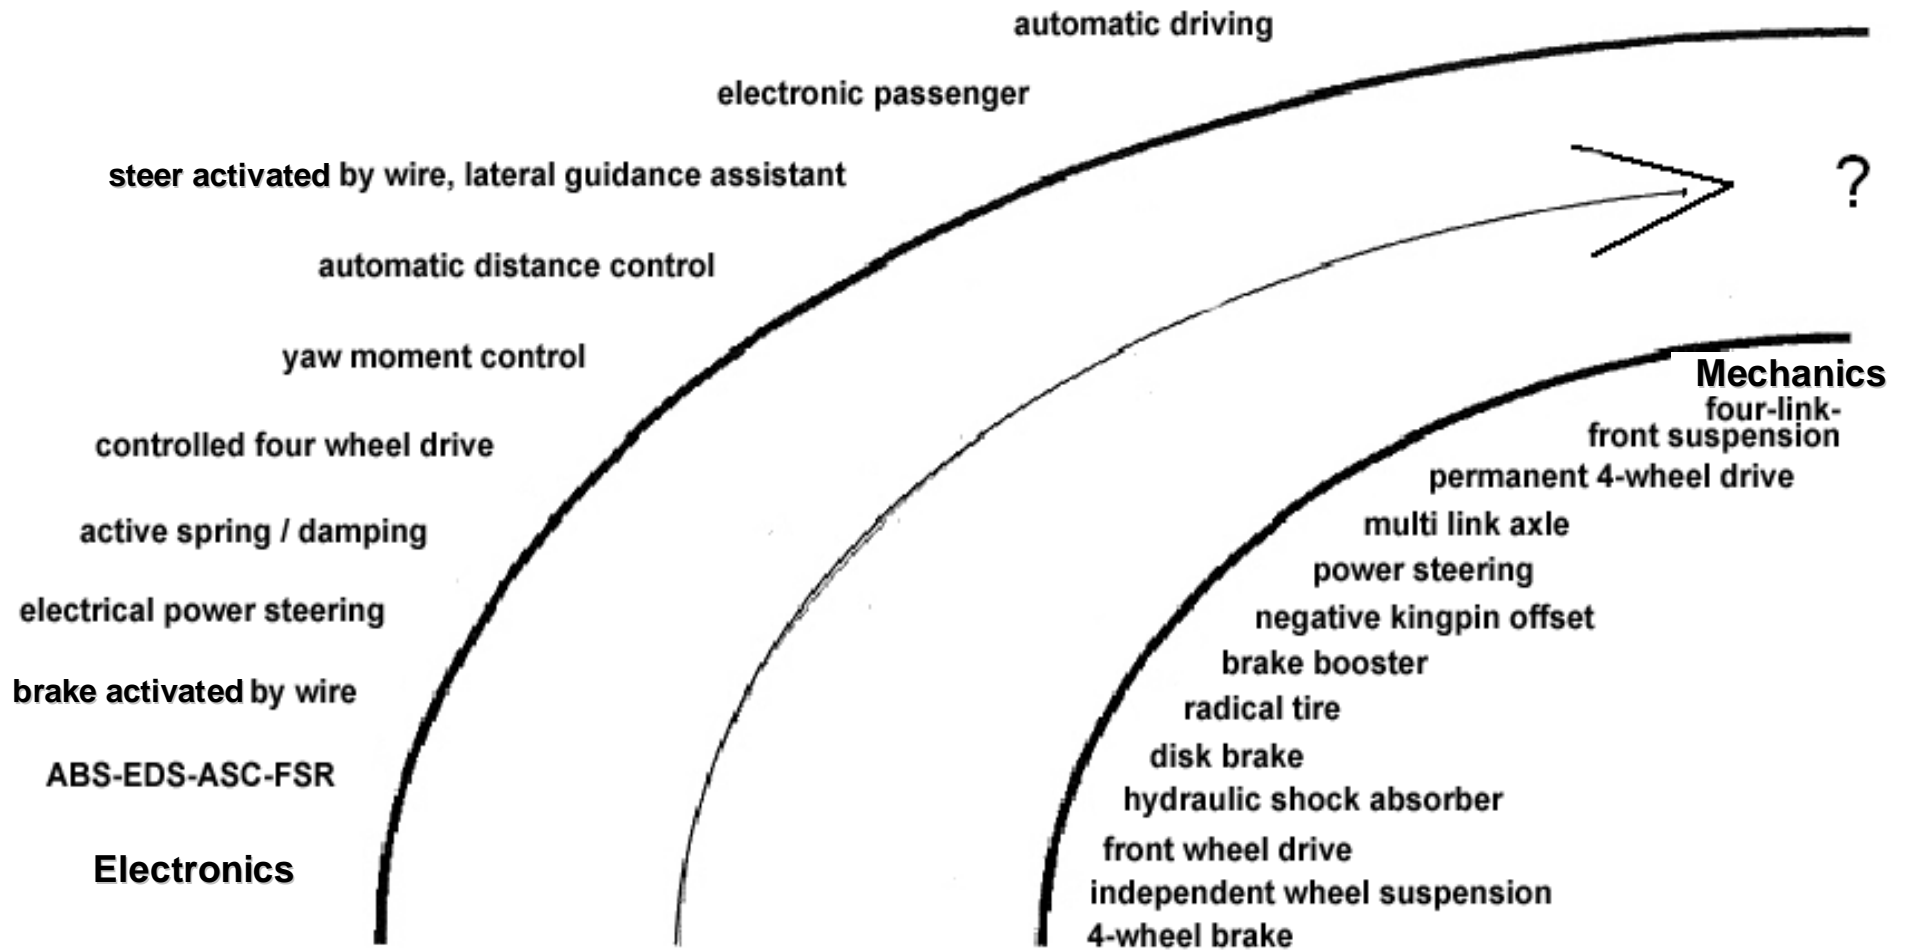 automatic driving
electronic passenger
steer activated by wire, lateral guidance assistant
automatic distance control
yaw moment control
controlled four wheel drive
active spring / damping
electrical power steering
brake activated by wire
ABS-EDS-ASC-FSR
Electronics
?
Mechanics
four-link-
front suspension
permanent 4-wheel drive
multi link axle
power steering
negative kingpin offset
brake booster
radical tire
disk brake
hydraulic shock absorber
front wheel drive
independent wheel suspension
4-wheel brake